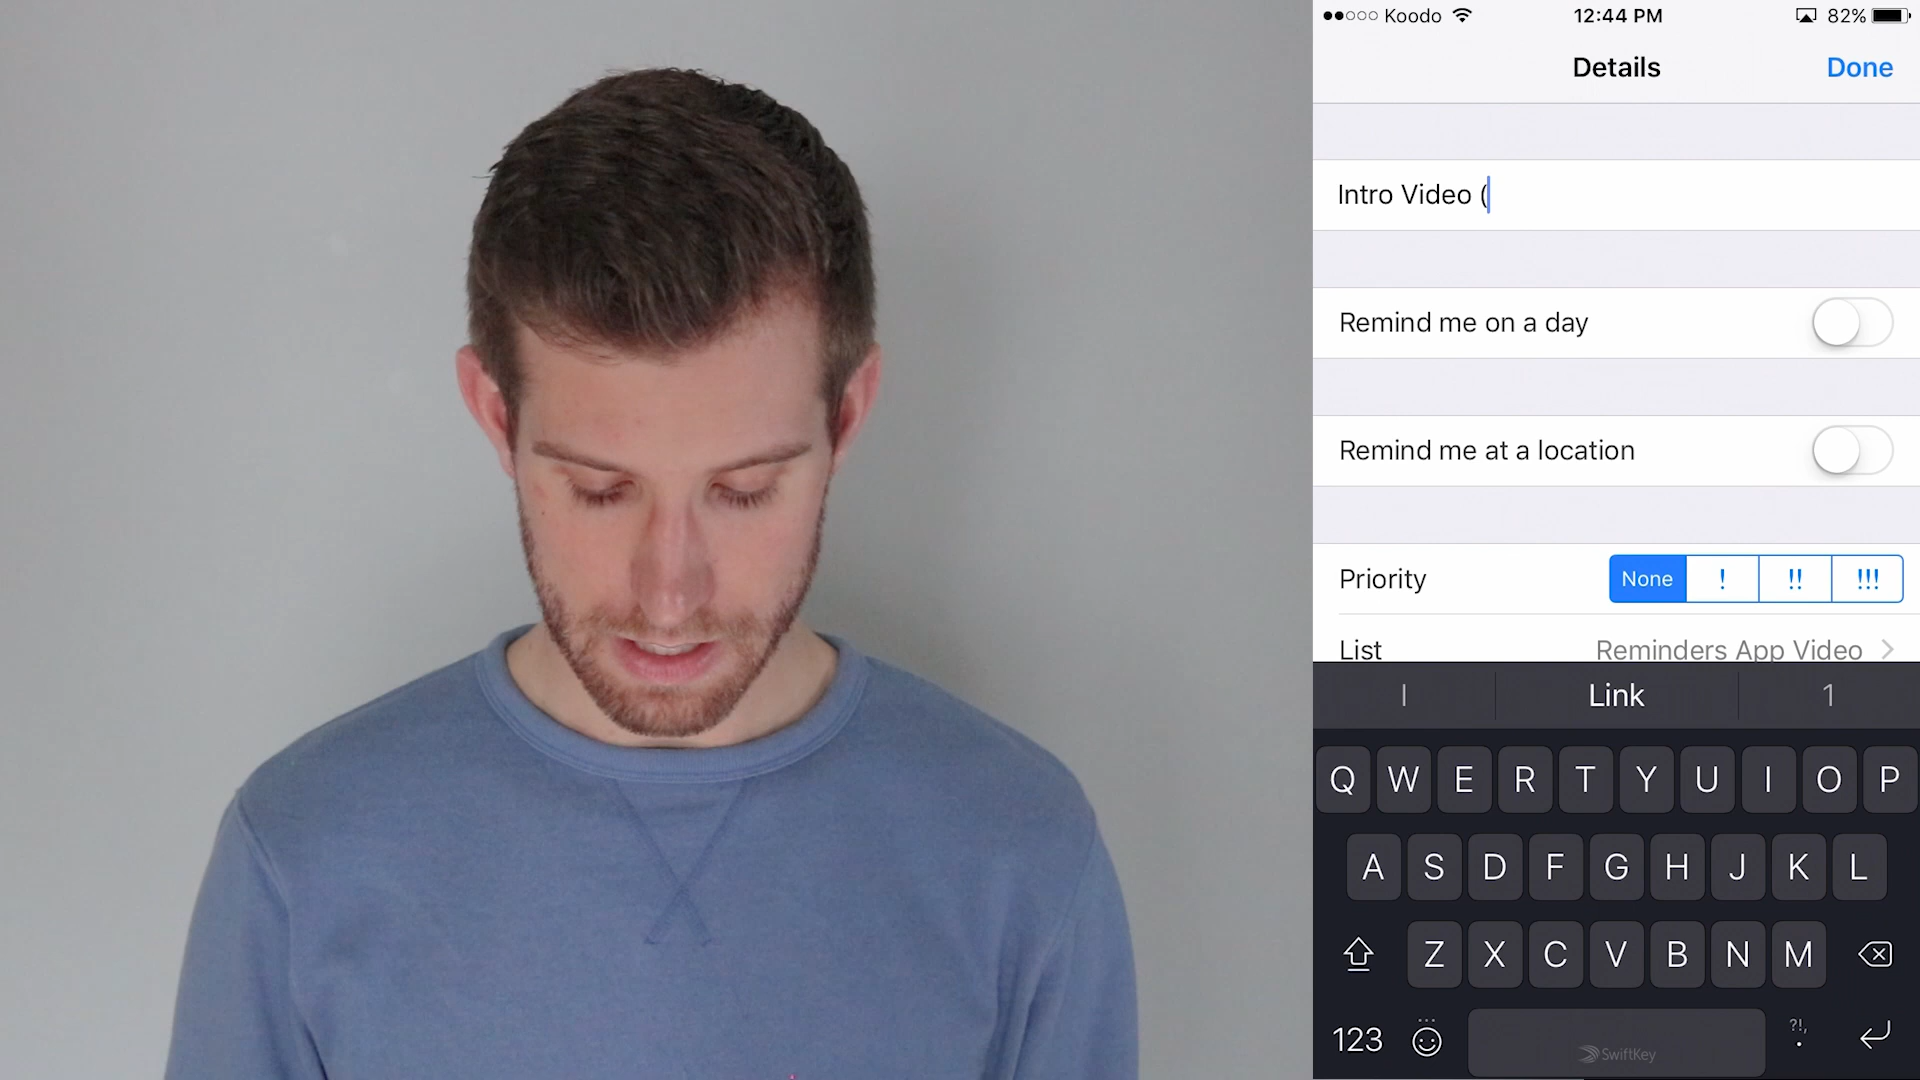 Koodo 12:44 PM 82%
Details Done
Intro Video (
Remind me on a day
Remind me at a location
Priority None ! !! !!!
List Reminders App Video
I Link 1
Q W E R T Y U I O P
A S D F G H J K L
Z X C V B N M
123 SwiftKey ?!, .